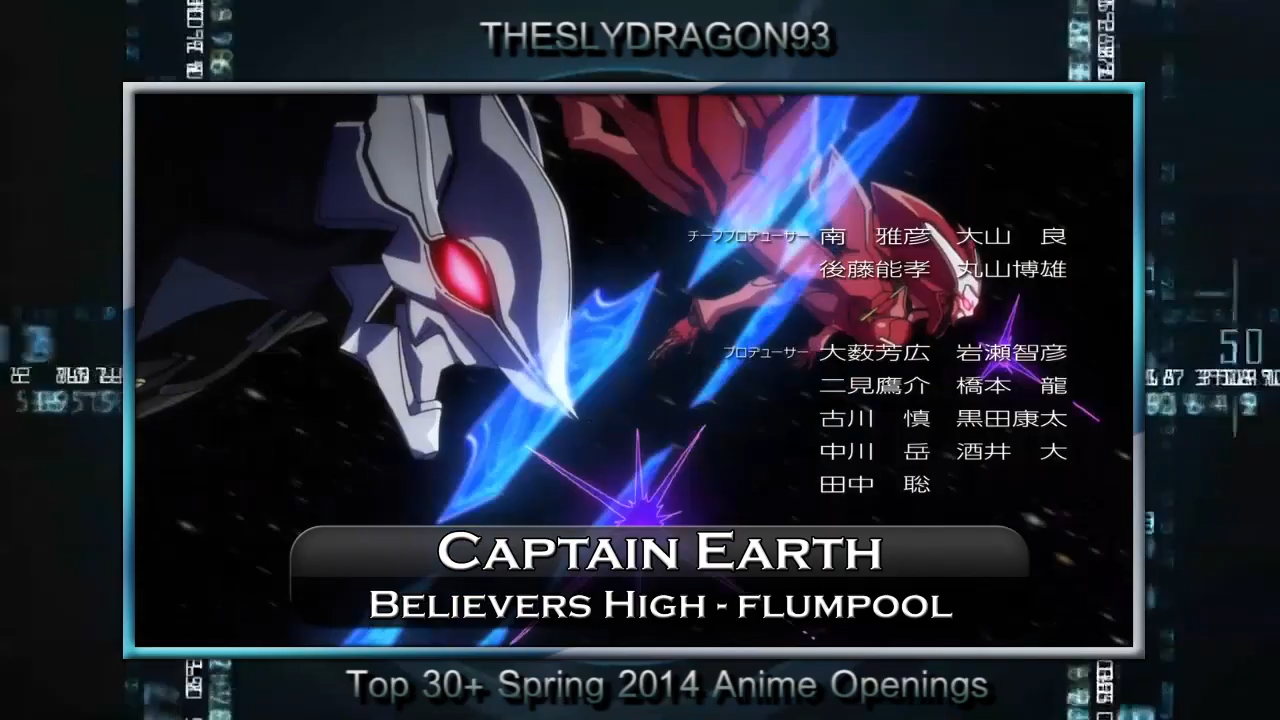 THESLYDRAGON93
チーフプロデューサー 南 雅彦 大山 良
後藤能孝 丸山博雄
プロデューサー 大薮芳広 岩瀬智彦
二見鷹介 橋本 龍
古川 慎 黒田康太
中川 岳 酒井 大
田中 聡
CAPTAIN EARTH
BELIEVERS HIGH - FLUMPOOL
Top 30+ Spring 2014 Anime Openings
50